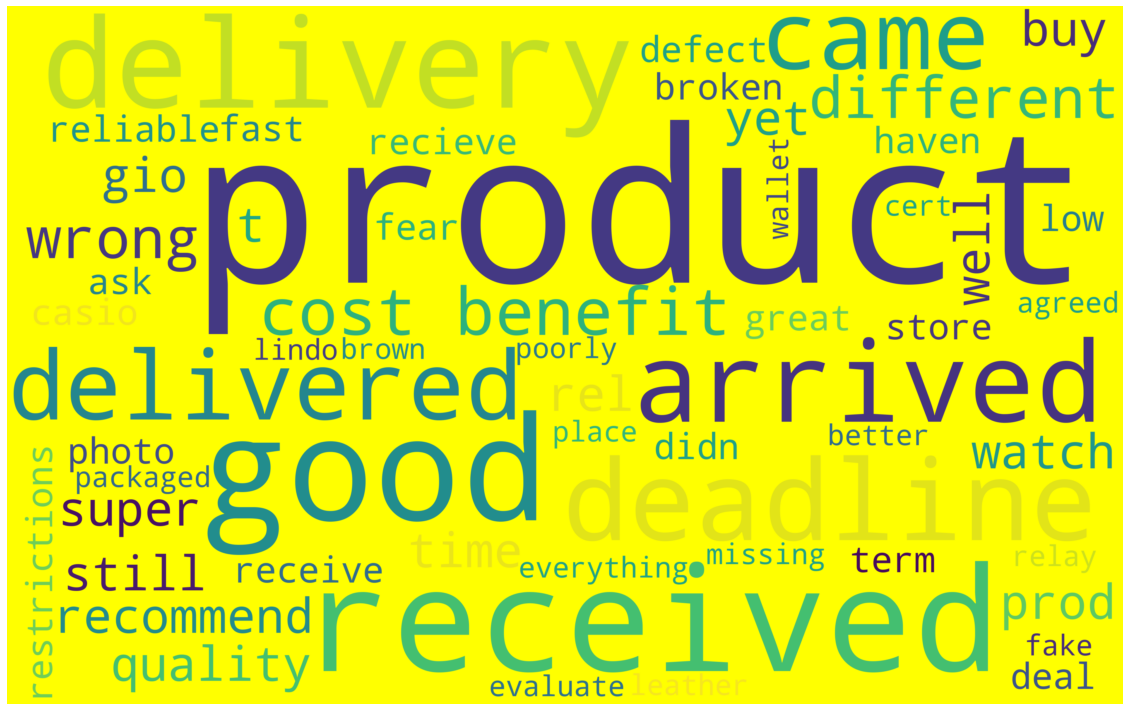 delivery
came
buy
defect
broken
different
yet
reliablefast
recieve
haven
gio
product
wallet
cert
well
low
wrong
t
fear
ask
agreed
casio
cost
benefit
great
store
lindo
brown
poorly
delivered
arrived
rel
place
didn
better
watch
photo
good
packaged
super
deadline
restrictions
time
still
receive
everything
missing
term
relay
recommend
received
prod
quality
fake
evaluate
leather
deal